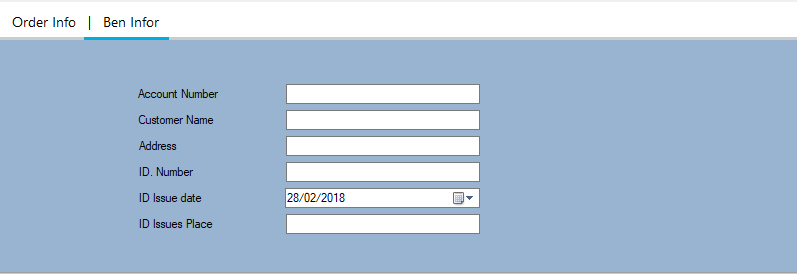 Order Info | Ben Infor
Account Number
Customer Name
Address
ID. Number
ID Issue date 28/02/2018
ID Issues Place